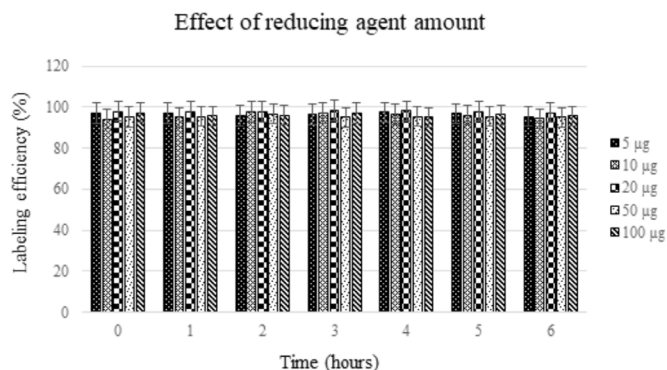 Effect of reducing agent amount
120
100
80
60
40
20
0
Labeling efficiency (%)
0 1 2 3 4 5 6
Time (hours)
5 µg
10 µg
20 µg
50 µg
100 µg